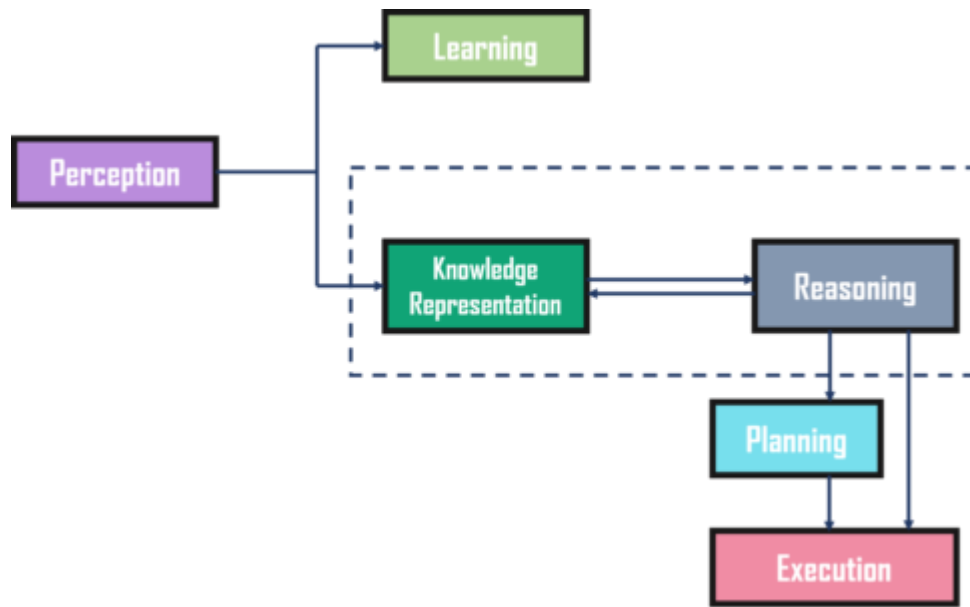 Learning
Perception
Knowledge
Representation
Reasoning
Planning
Execution